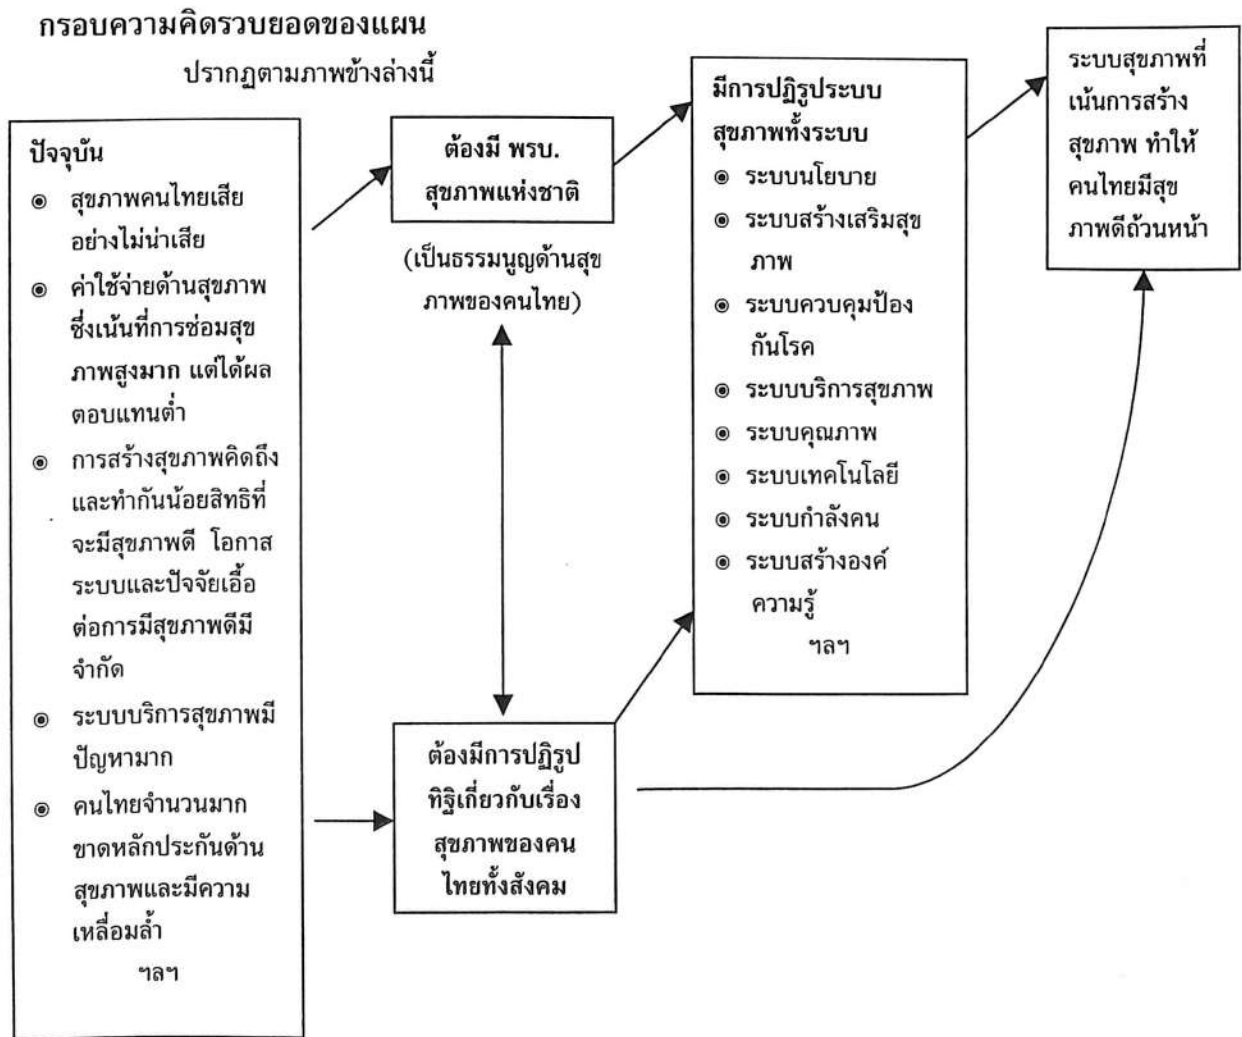 กรอบความคิดรวบยอดของแผน
ปรากฏตามภาพข้างล่างนี้
ปัจจุบัน
◉ สุขภาพคนไทยเสีย
อย่างไม่น่าเสีย
◉ ค่าใช้จ่ายด้านสุขภาพ
ซึ่งเน้นที่การซ่อมสุข
ภาพสูงมาก แต่ได้ผล
ตอบแทนต่ำ
◉ การสร้างสุขภาพคิดถึง
และทำกันน้อยสิทธิที่
จะมีสุขภาพดี โอกาส
ระบบและปัจจัยเอื้อ
ต่อการมีสุขภาพดีมี
จำกัด
◉ ระบบบริการสุขภาพมี
ปัญหามาก
◉ คนไทยจำนวนมาก
ขาดหลักประกันด้าน
สุขภาพและมีความ
เหลื่อมล้ำ
ฯลฯ
ต้องมี พรบ.
สุขภาพแห่งชาติ
(เป็นธรรมนูญด้านสุข
ภาพของคนไทย)
ต้องมีการปฏิรูป
ทิฐิเกี่ยวกับเรื่อง
สุขภาพของคน
ไทยทั้งสังคม
มีการปฏิรูประบบ
สุขภาพทั้งระบบ
◉ ระบบนโยบาย
◉ ระบบสร้างเสริมสุข
ภาพ
◉ ระบบควบคุมป้อง
กันโรค
◉ ระบบบริการสุขภาพ
◉ ระบบคุณภาพ
◉ ระบบเทคโนโลยี
◉ ระบบกำลังคน
◉ ระบบสร้างองค์
ความรู้
ฯลฯ
ระบบสุขภาพที่
เน้นการสร้าง
สุขภาพ ทำให้
คนไทยมีสุข
ภาพดีถ้วนหน้า